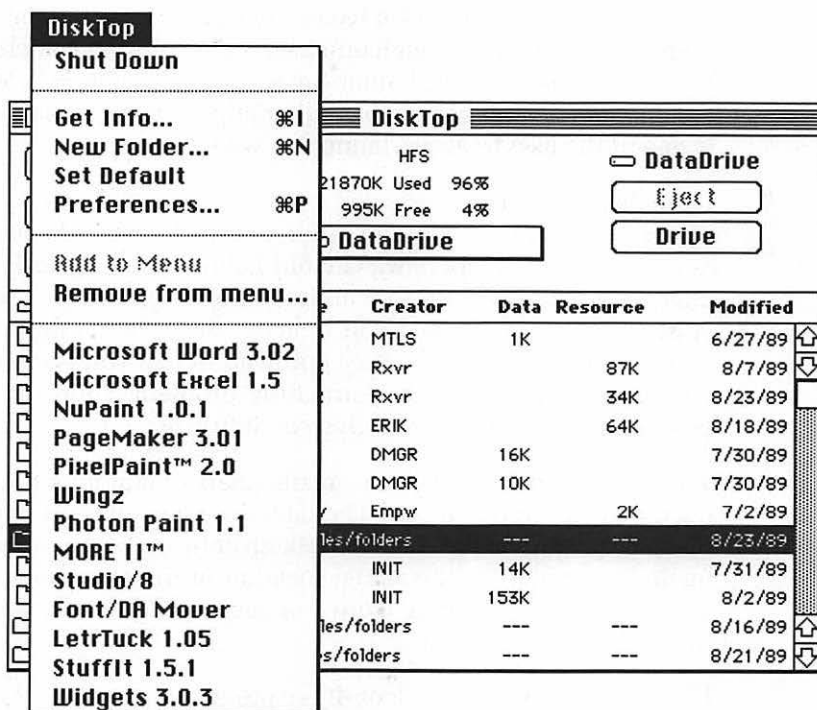 DiskTop
Shut Down
Get Info... ⌘I
New Folder... ⌘N
Set Default
Preferences... ⌘P
Add to Menu
Remove from menu...
Microsoft Word 3.02
Microsoft Excel 1.5
NuPaint 1.0.1
PageMaker 3.01
PixelPaint™ 2.0
Wingz
Photon Paint 1.1
MORE II™
Studio/8
Font/DA Mover
LetrTuck 1.05
StuffIt 1.5.1
Widgets 3.0.3
DiskTop
HFS
21870K Used 96%
995K Free 4%
DataDrive
DataDrive
Eject
Drive
Creator Data Resource Modified
MTLS 1K 6/27/89
Rxvr 87K 8/7/89
Rxvr 34K 8/23/89
ERIK 64K 8/18/89
DMGR 16K 7/30/89
DMGR 10K 7/30/89
Empw 2K 7/2/89
les/folders --- --- 8/23/89
INIT 14K 7/31/89
INIT 153K 8/2/89
les/folders --- --- 8/16/89
s/folders --- --- 8/21/89